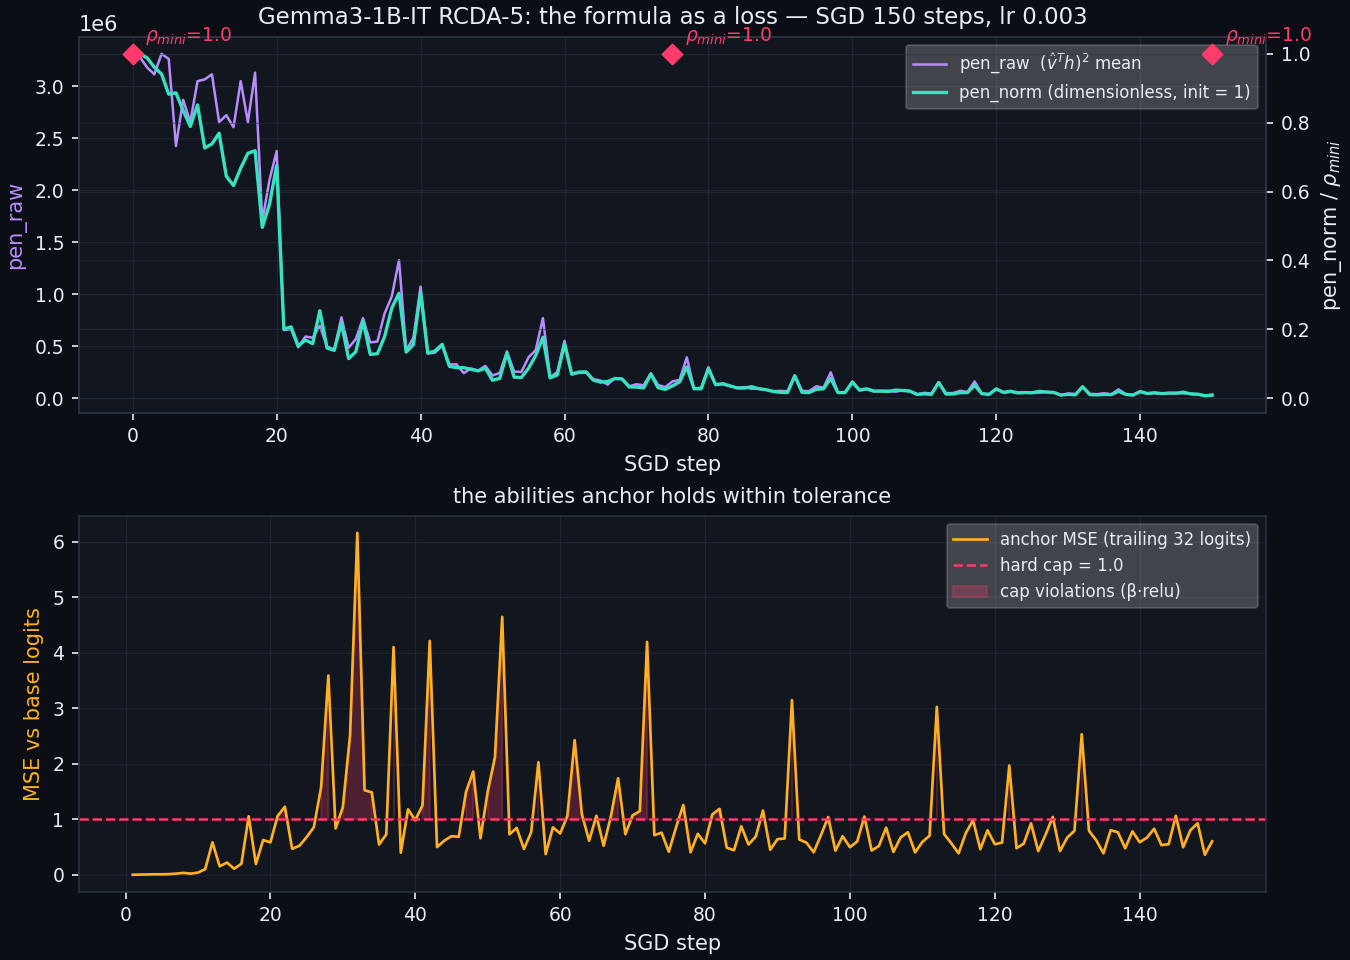 Gemma3-1B-IT RCDA-5: the formula as a loss — SGD 150 steps, lr 0.003
1e6
ρmini=1.0
ρmini=1.0
ρmini=1.0
pen_raw (v̂ᵀh)² mean
pen_norm (dimensionless, init = 1)
3.0
2.5
2.0
1.5
1.0
0.5
0.0
pen_raw
1.0
0.8
0.6
0.4
0.2
0.0
pen_norm / ρmini
0 20 40 60 80 100 120 140
SGD step
the abilities anchor holds within tolerance
anchor MSE (trailing 32 logits)
hard cap = 1.0
cap violations (β·relu)
6
5
4
3
2
1
0
MSE vs base logits
0 20 40 60 80 100 120 140
SGD step